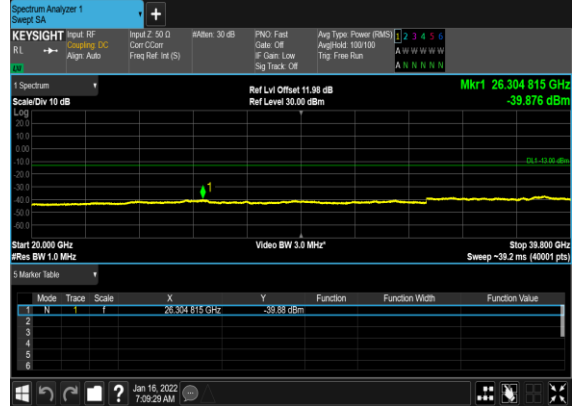 Spectrum Analyzer 1
Swept SA
+
KEYSIGHT Input: RF Input Z: 50 Ω #Atten: 30 dB PNO: Fast Avg Type: Power (RMS) 1 2 3 4 5 6
RL Coupling: DC Corr CCorr Gate: Off Avg|Hold: 100/100 A W W W W W
Align: Auto Freq Ref: Int (S) IF Gain: Low Trig: Free Run A N N N N N
Sig Track: Off
1 Spectrum Ref Lvl Offset 11.98 dB Mkr1 26.304 815 GHz
Scale/Div 10 dB Ref Level 30.00 dBm -39.876 dBm
Log
20.0
10.0
0.00
-10.0
DL1 -13.00 dBm
-20.0
-30.0
1
-40.0
-50.0
-60.0
Start 20.000 GHz Video BW 3.0 MHz* Stop 39.800 GHz
#Res BW 1.0 MHz Sweep ~39.2 ms (40001 pts)
5 Marker Table
Mode Trace Scale X Y Function Function Width Function Value
1 N 1 f 26.304 815 GHz -39.88 dBm
2
3
4
5
6
? Jan 16, 2022
7:09:29 AM